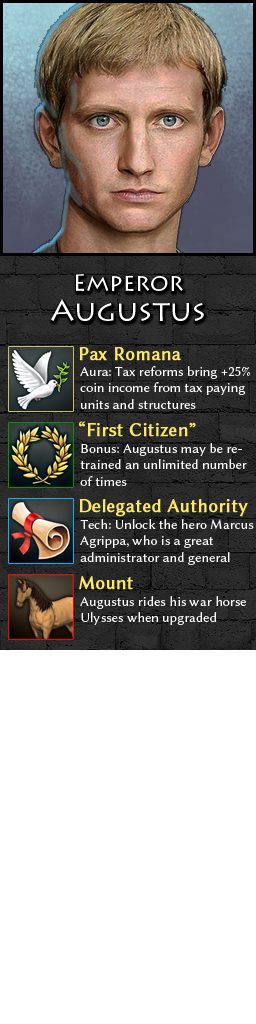 Emperor
Augustus
Pax Romana
Aura: Tax reforms bring +25%
coin income from tax paying
units and structures
“First Citizen”
Bonus: Augustus may be re-
trained an unlimited number
of times
Delegated Authority
Tech: Unlock the hero Marcus
Agrippa, who is a great
administrator and general
Mount
Augustus rides his war horse
Ulysses when upgraded